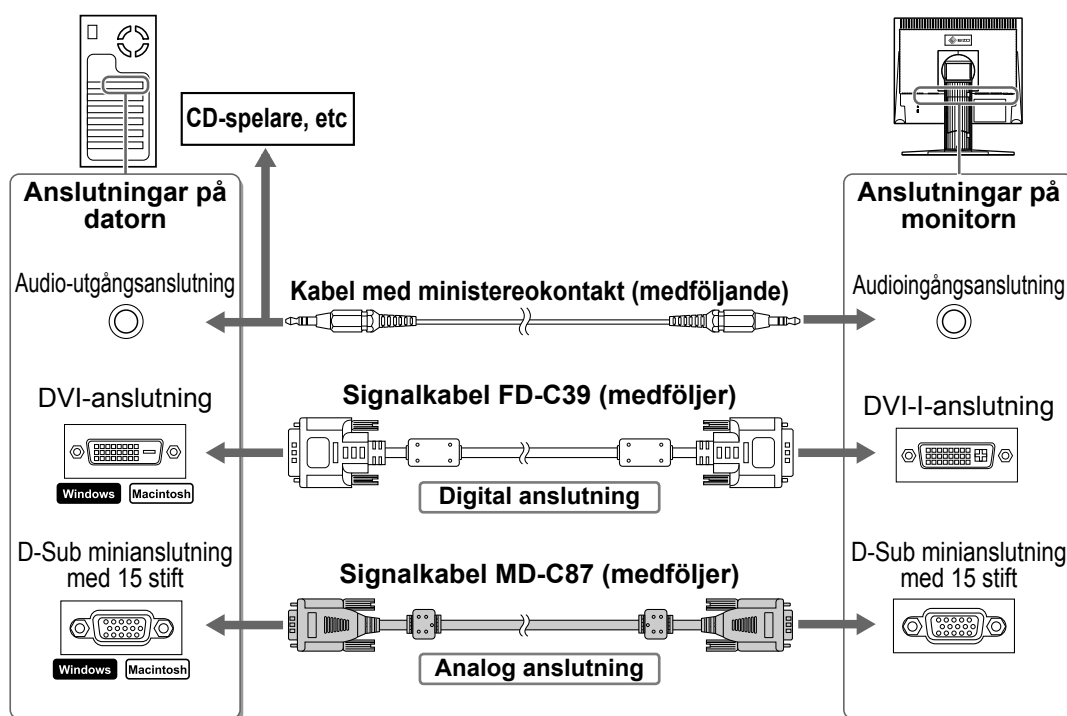 EIZO
CD-spelare, etc
Anslutningar på
datorn
Anslutningar på
monitorn
Audio-utgångsanslutning
Kabel med ministereokontakt (medföljande)
Audioingångsanslutning
DVI-anslutning
Windows Macintosh
Signalkabel FD-C39 (medföljer)
Digital anslutning
DVI-I-anslutning
D-Sub minianslutning
med 15 stift
Windows Macintosh
Signalkabel MD-C87 (medföljer)
Analog anslutning
D-Sub minianslutning
med 15 stift